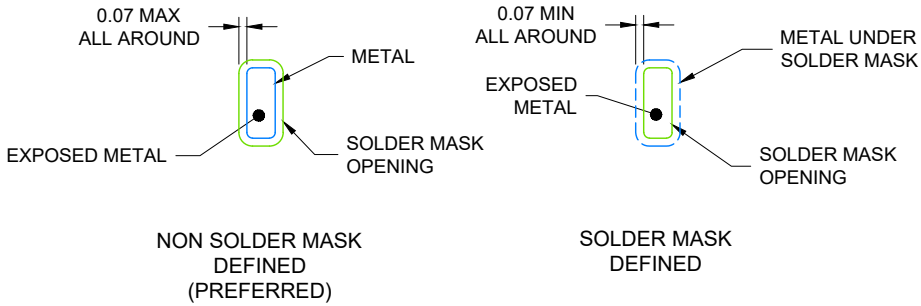 0.07 MAX
ALL AROUND
METAL
EXPOSED METAL
SOLDER MASK
OPENING
NON SOLDER MASK
DEFINED
(PREFERRED)
0.07 MIN
ALL AROUND
METAL UNDER
SOLDER MASK
EXPOSED
METAL
SOLDER MASK
OPENING
SOLDER MASK
DEFINED